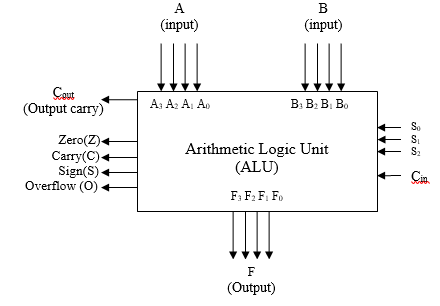 A
(input)
B
(input)
Cout
(Output carry)
A₃ A₂ A₁ A₀
B₃ B₂ B₁ B₀
S₀
S₁
S₂
Zero(Z)
Carry(C)
Sign(S)
Overflow (O)
Arithmetic Logic Unit
(ALU)
Cin
F₃ F₂ F₁ F₀
F
(Output)